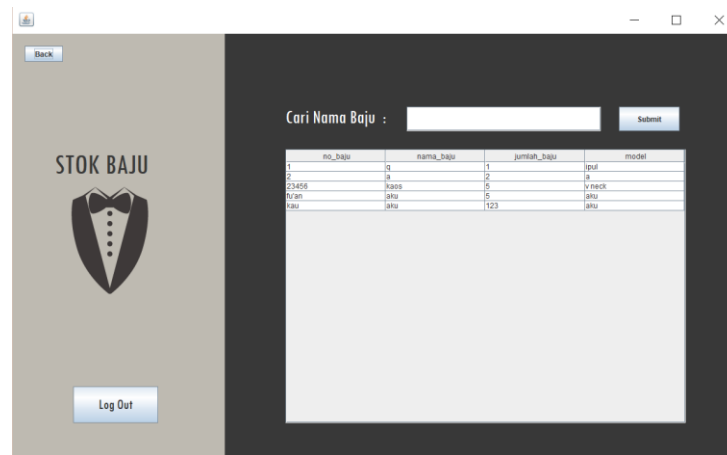 Back
STOK BAJU
Log Out
Cari Nama Baju :
Submit
no_baju nama_baju jumlah_baju model
1 q 1 ipul
2 a 2 a
23456 kaos 5 v neck
fu'an aku 5 aku
kau aku 123 aku